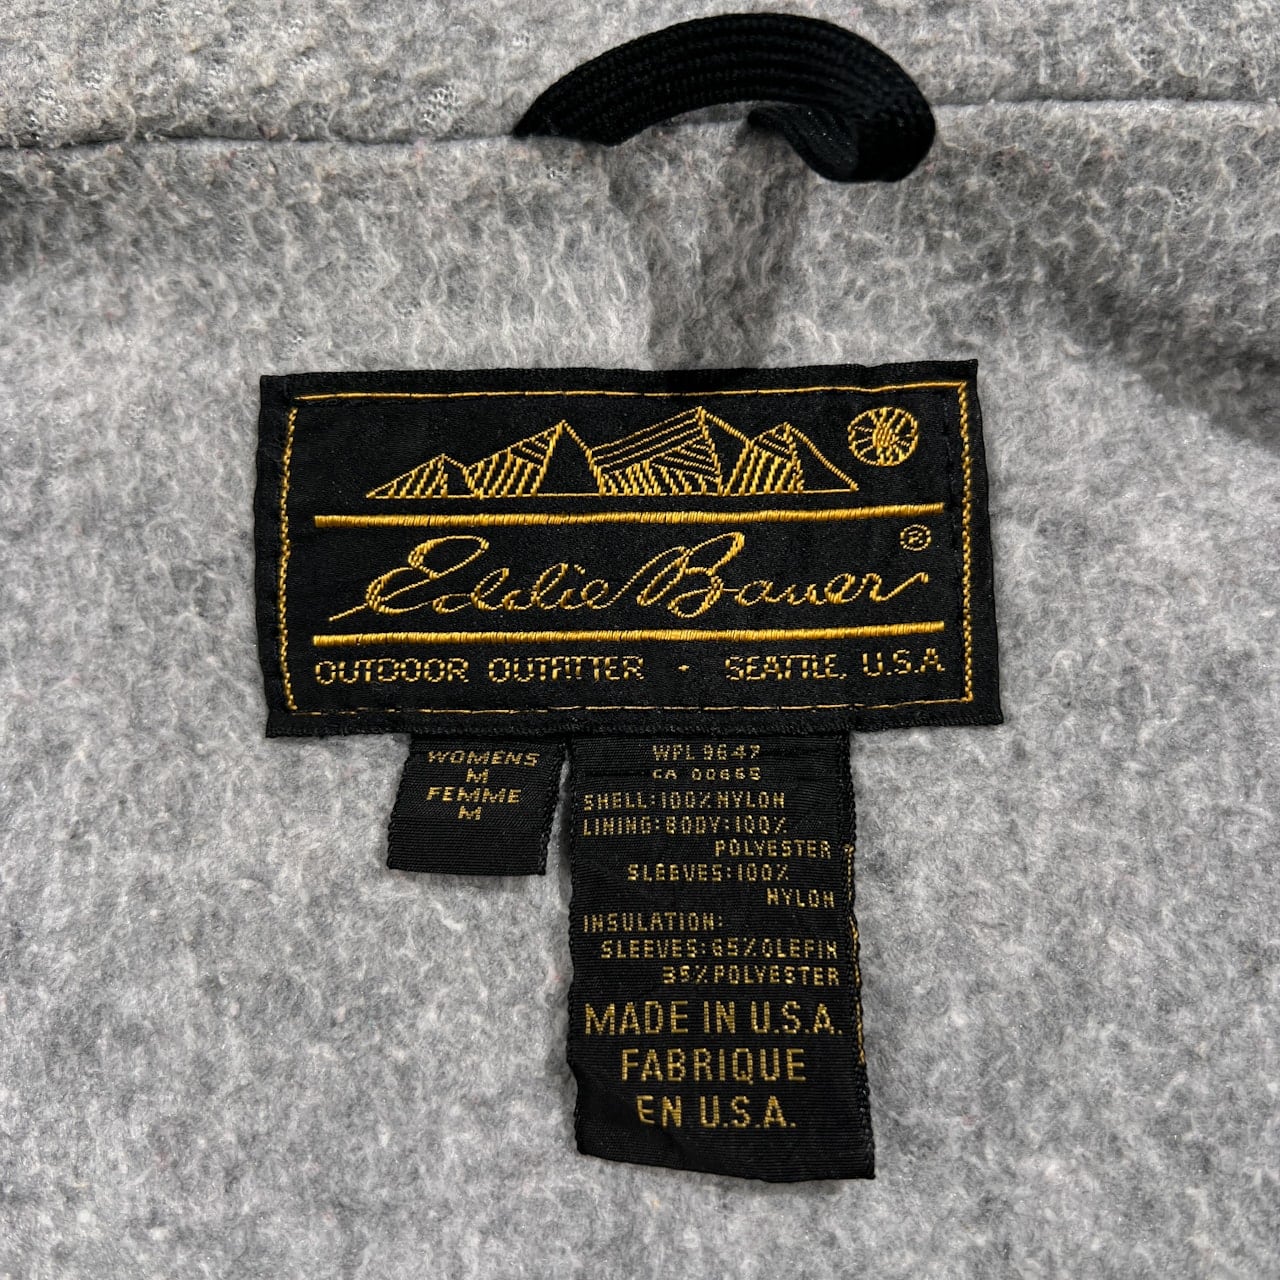 Eddie Bauer ®
OUTDOOR OUTFITTER • SEATTLE, U.S.A
WOMENS
M
FEMME
M
WPL 9647
CA 00665
SHELL: 100% NYLON
LINING: BODY: 100%
POLYESTER
SLEEVES: 100%
NYLON
INSULATION:
SLEEVES: 65% OLEFIN
35% POLYESTER
MADE IN U.S.A.
FABRIQUE
EN U.S.A.